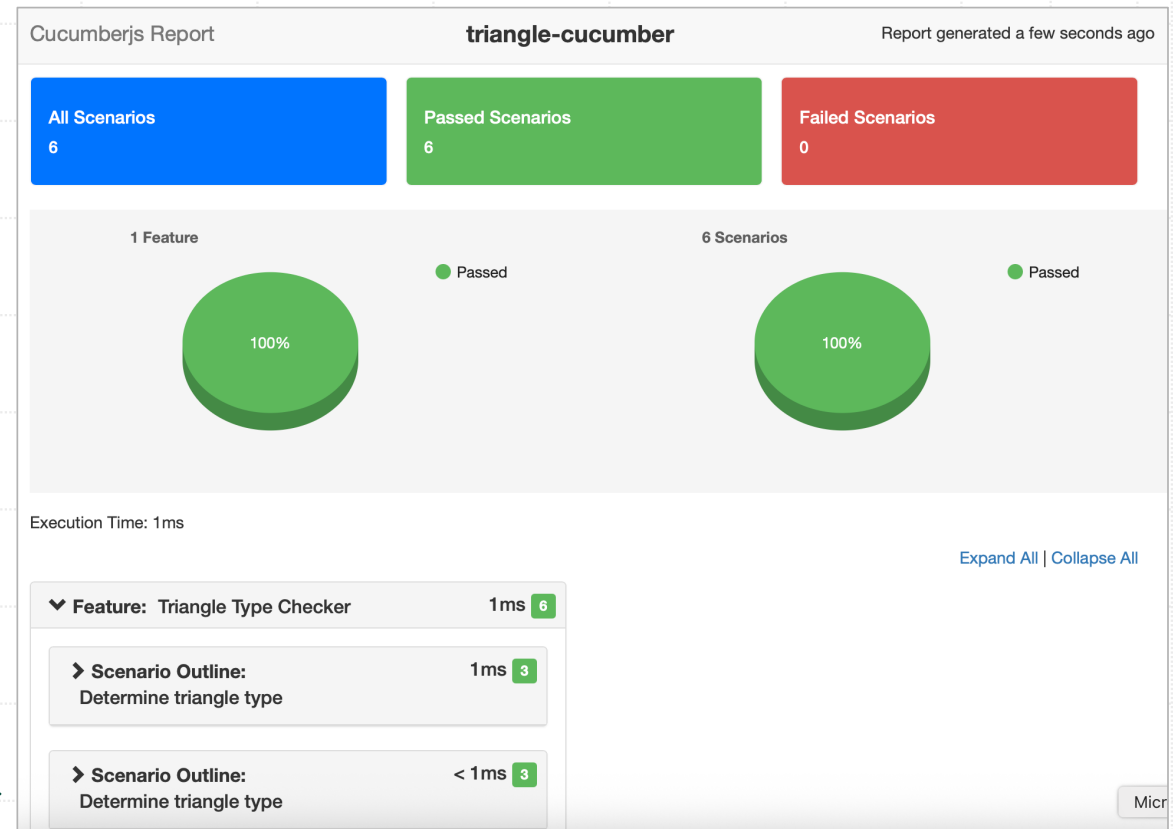 Cucumberjs Report
triangle-cucumber
Report generated a few seconds ago
All Scenarios
6
Passed Scenarios
6
Failed Scenarios
0
1 Feature
Passed
100%
6 Scenarios
Passed
100%
Execution Time: 1ms
Expand All | Collapse All
Feature: Triangle Type Checker 1ms 6
Scenario Outline: 1ms 3
Determine triangle type
Scenario Outline: < 1ms 3
Determine triangle type
Micr